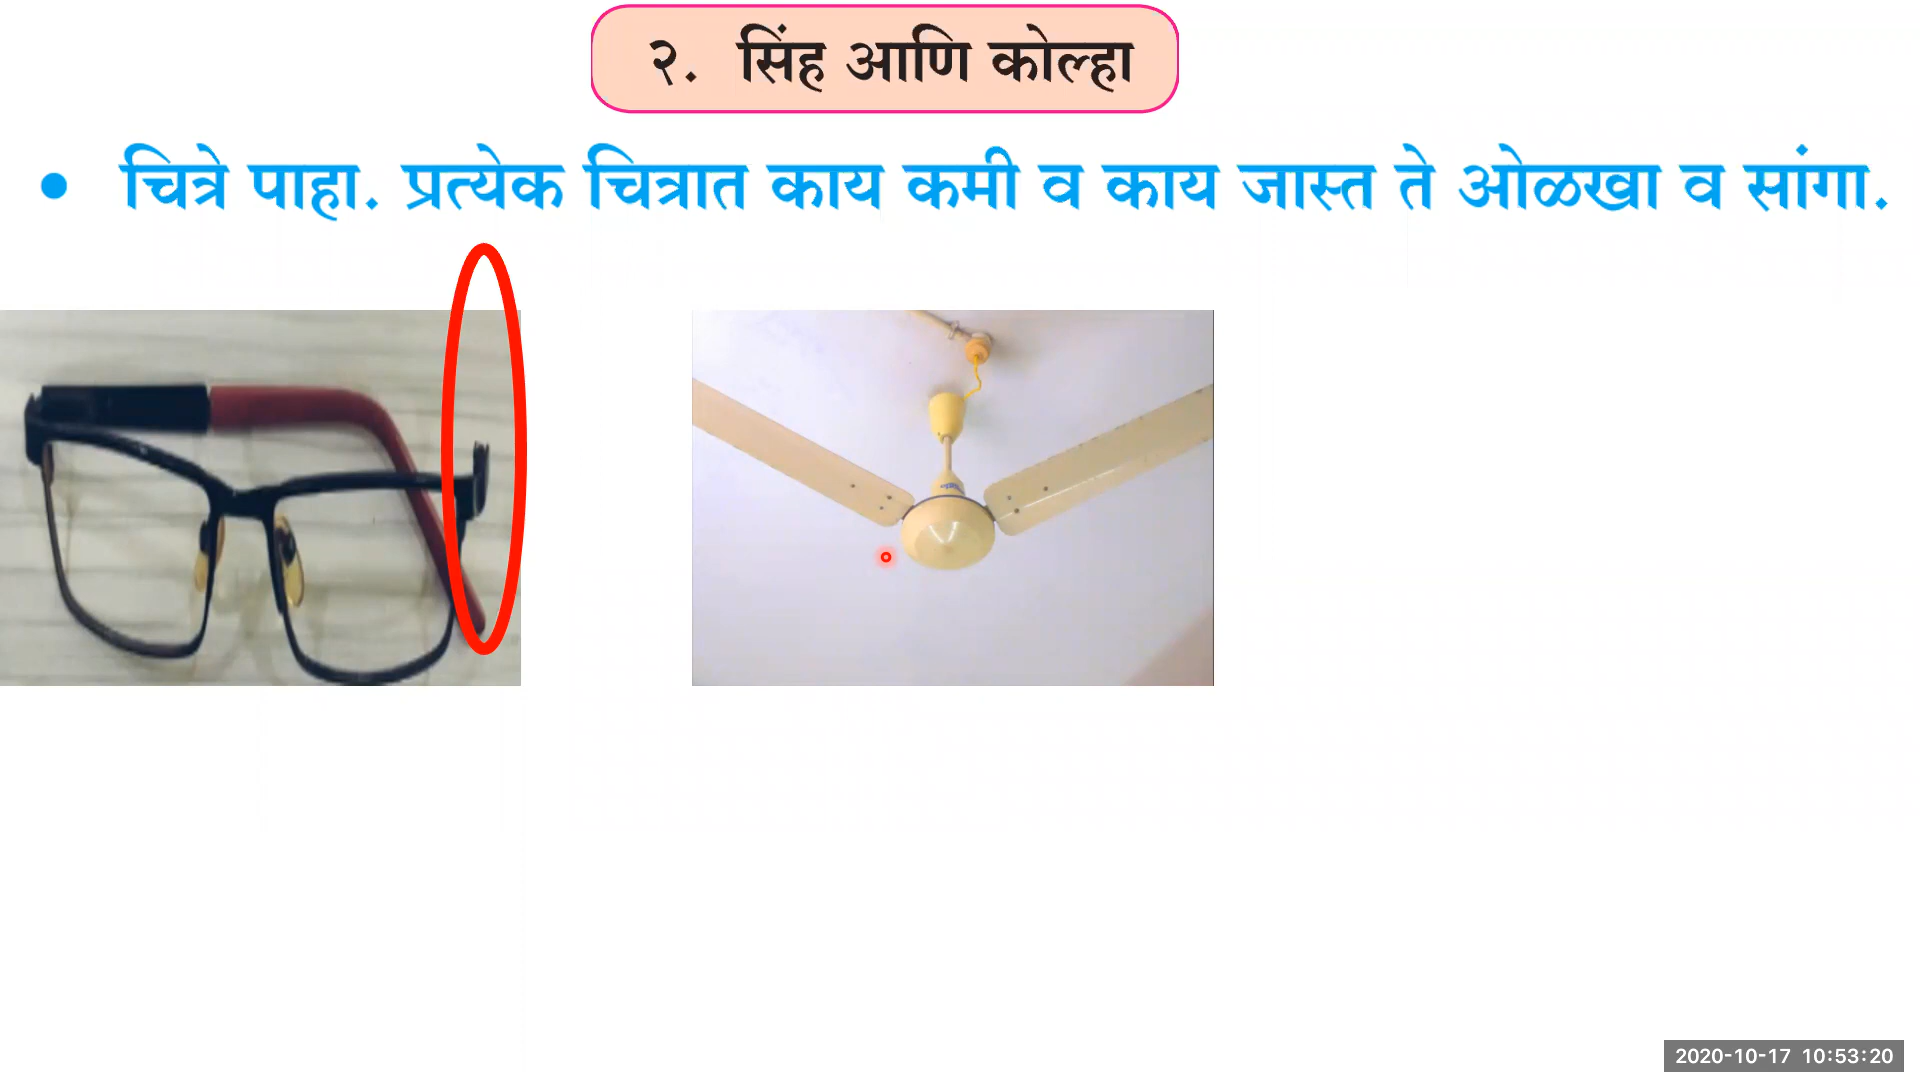 २. सिंह आणि कोल्हा
• चित्रे पाहा. प्रत्येक चित्रात काय कमी व काय जास्त ते ओळखा व सांगा.
2020-10-17 10:53:20